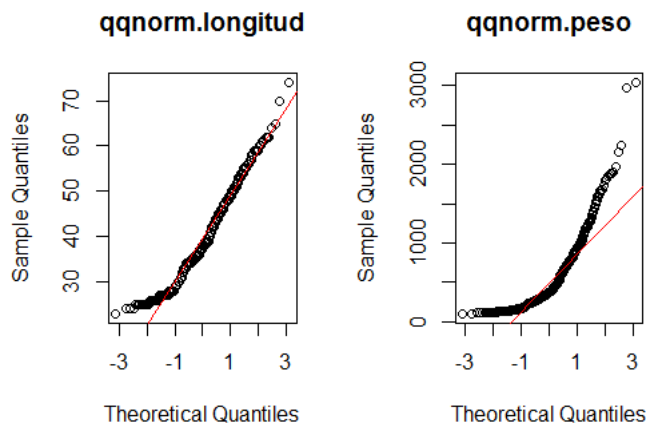 qqnorm.longitud
Sample Quantiles
70
60
50
40
30
-3 -1 1 3
Theoretical Quantiles
qqnorm.peso
Sample Quantiles
3000
1000
0
-3 -1 1 3
Theoretical Quantiles